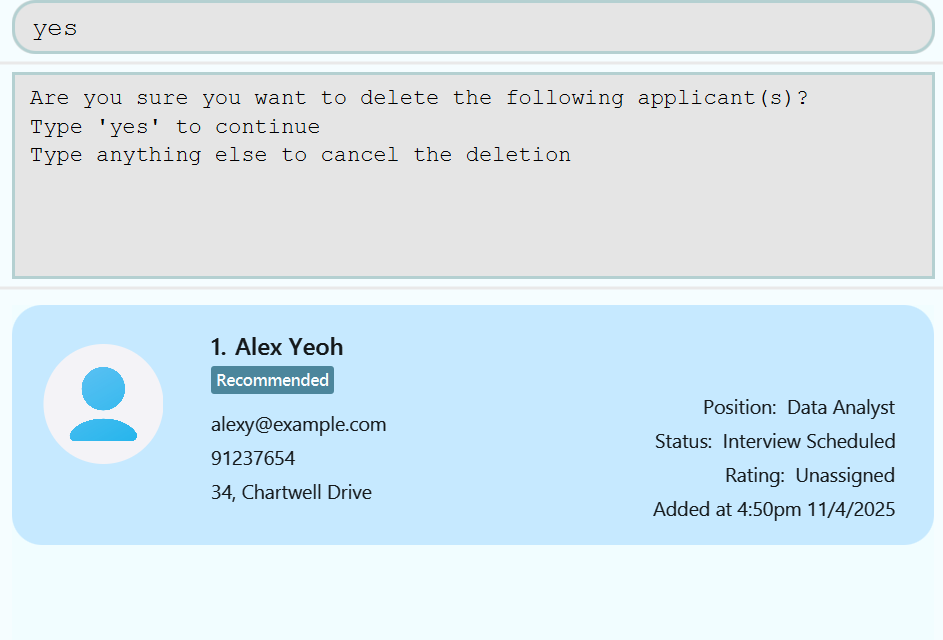 yes
Are you sure you want to delete the following applicant(s)?
Type 'yes' to continue
Type anything else to cancel the deletion
1. Alex Yeoh
Recommended
alexy@example.com
91237654
34, Chartwell Drive
Position: Data Analyst
Status: Interview Scheduled
Rating: Unassigned
Added at 4:50pm 11/4/2025